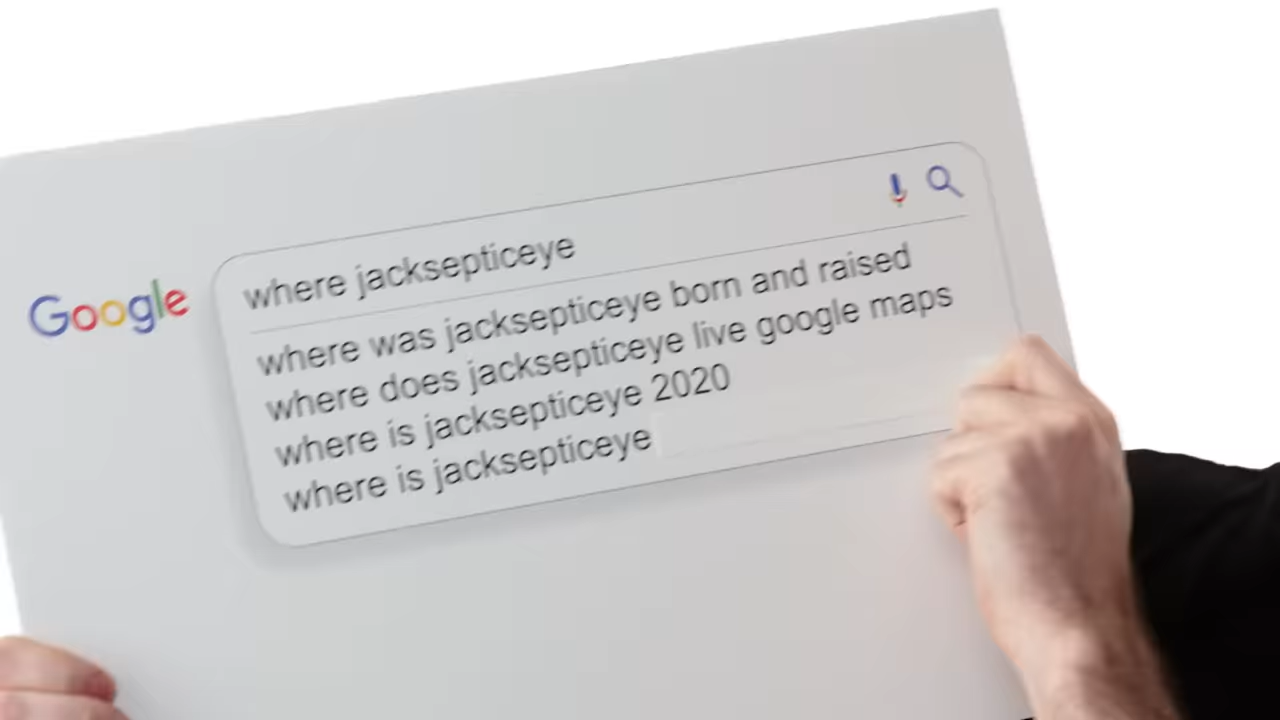 Google
where jacksepticeye
where was jacksepticeye born and raised
where does jacksepticeye live google maps
where is jacksepticeye 2020
where is jacksepticeye